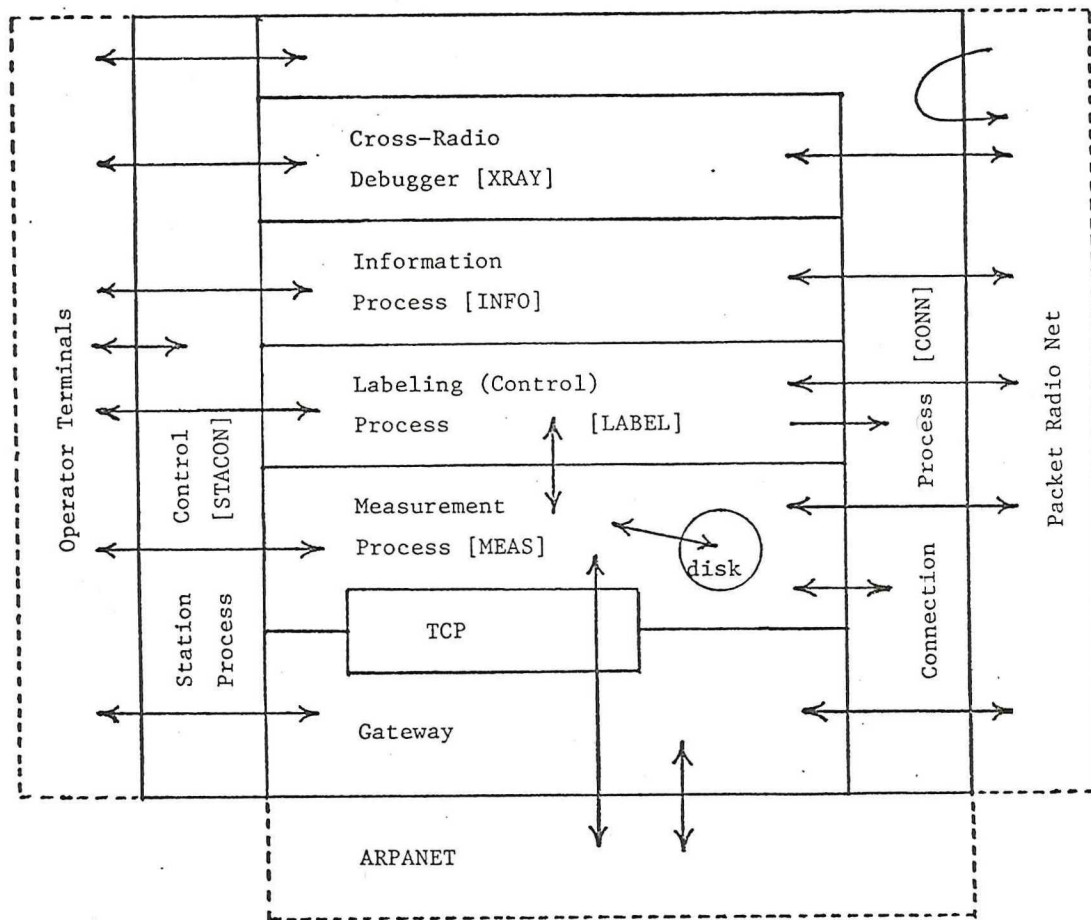 Cross-Radio
Debugger [XRAY]
Information
Process [INFO]
Labeling (Control)
Process [LABEL]
Measurement
Process [MEAS]
disk
TCP
Gateway
ARPANET
Operator Terminals
Station Control
Process [STACON]
Connection Process [CONN]
Packet Radio Net